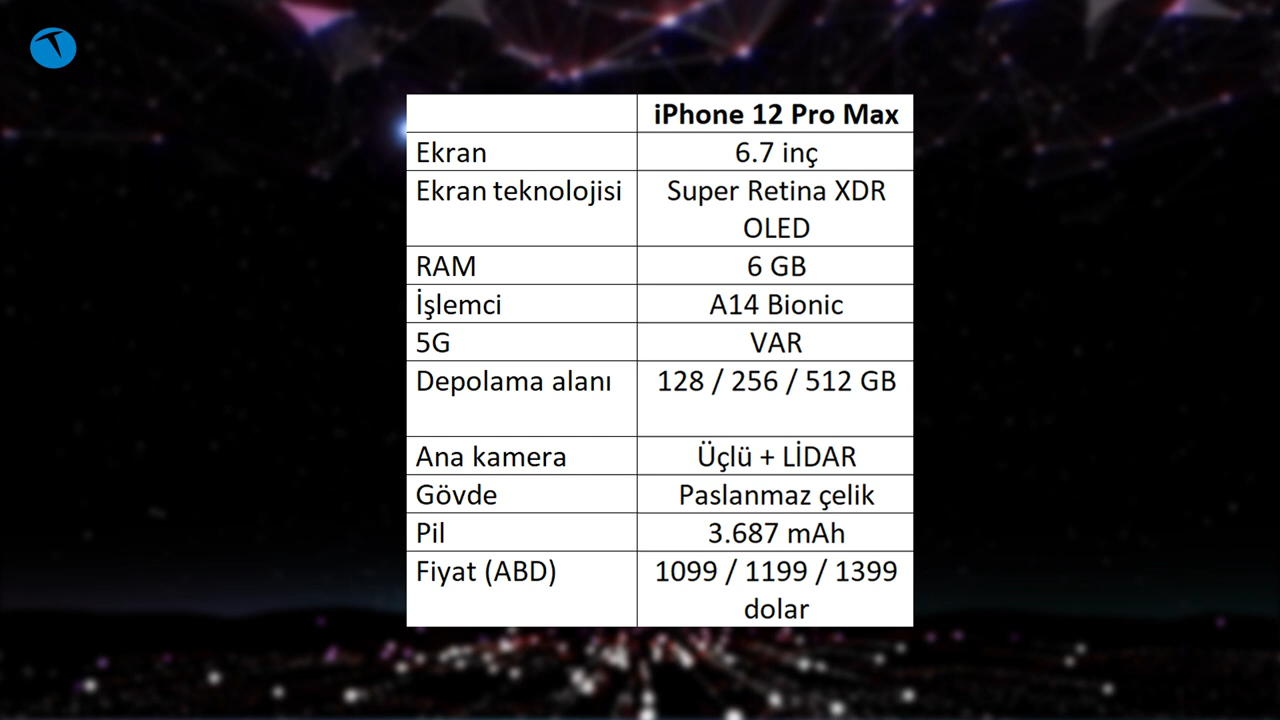 iPhone 12 Pro Max
Ekran 6.7 inç
Ekran teknolojisi Super Retina XDR
OLED
RAM 6 GB
İşlemci A14 Bionic
5G VAR
Depolama alanı 128 / 256 / 512 GB
Ana kamera Üçlü + LİDAR
Gövde Paslanmaz çelik
Pil 3.687 mAh
Fiyat (ABD) 1099 / 1199 / 1399
dolar